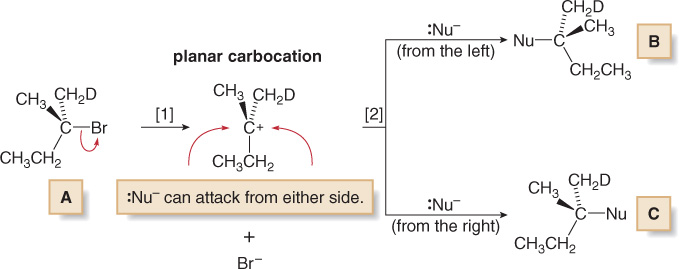 planar carbocation
CH₃ CH₂D
C Br
CH₃CH₂
A
[1]
CH₃ CH₂D
C+
CH₃CH₂
:Nu⁻ can attack from either side.
+
Br⁻
[2]
:Nu⁻
(from the left)
CH₂D
Nu C CH₃
CH₂CH₃
B
:Nu⁻
(from the right)
CH₂D
CH₃
C Nu
CH₃CH₂
C